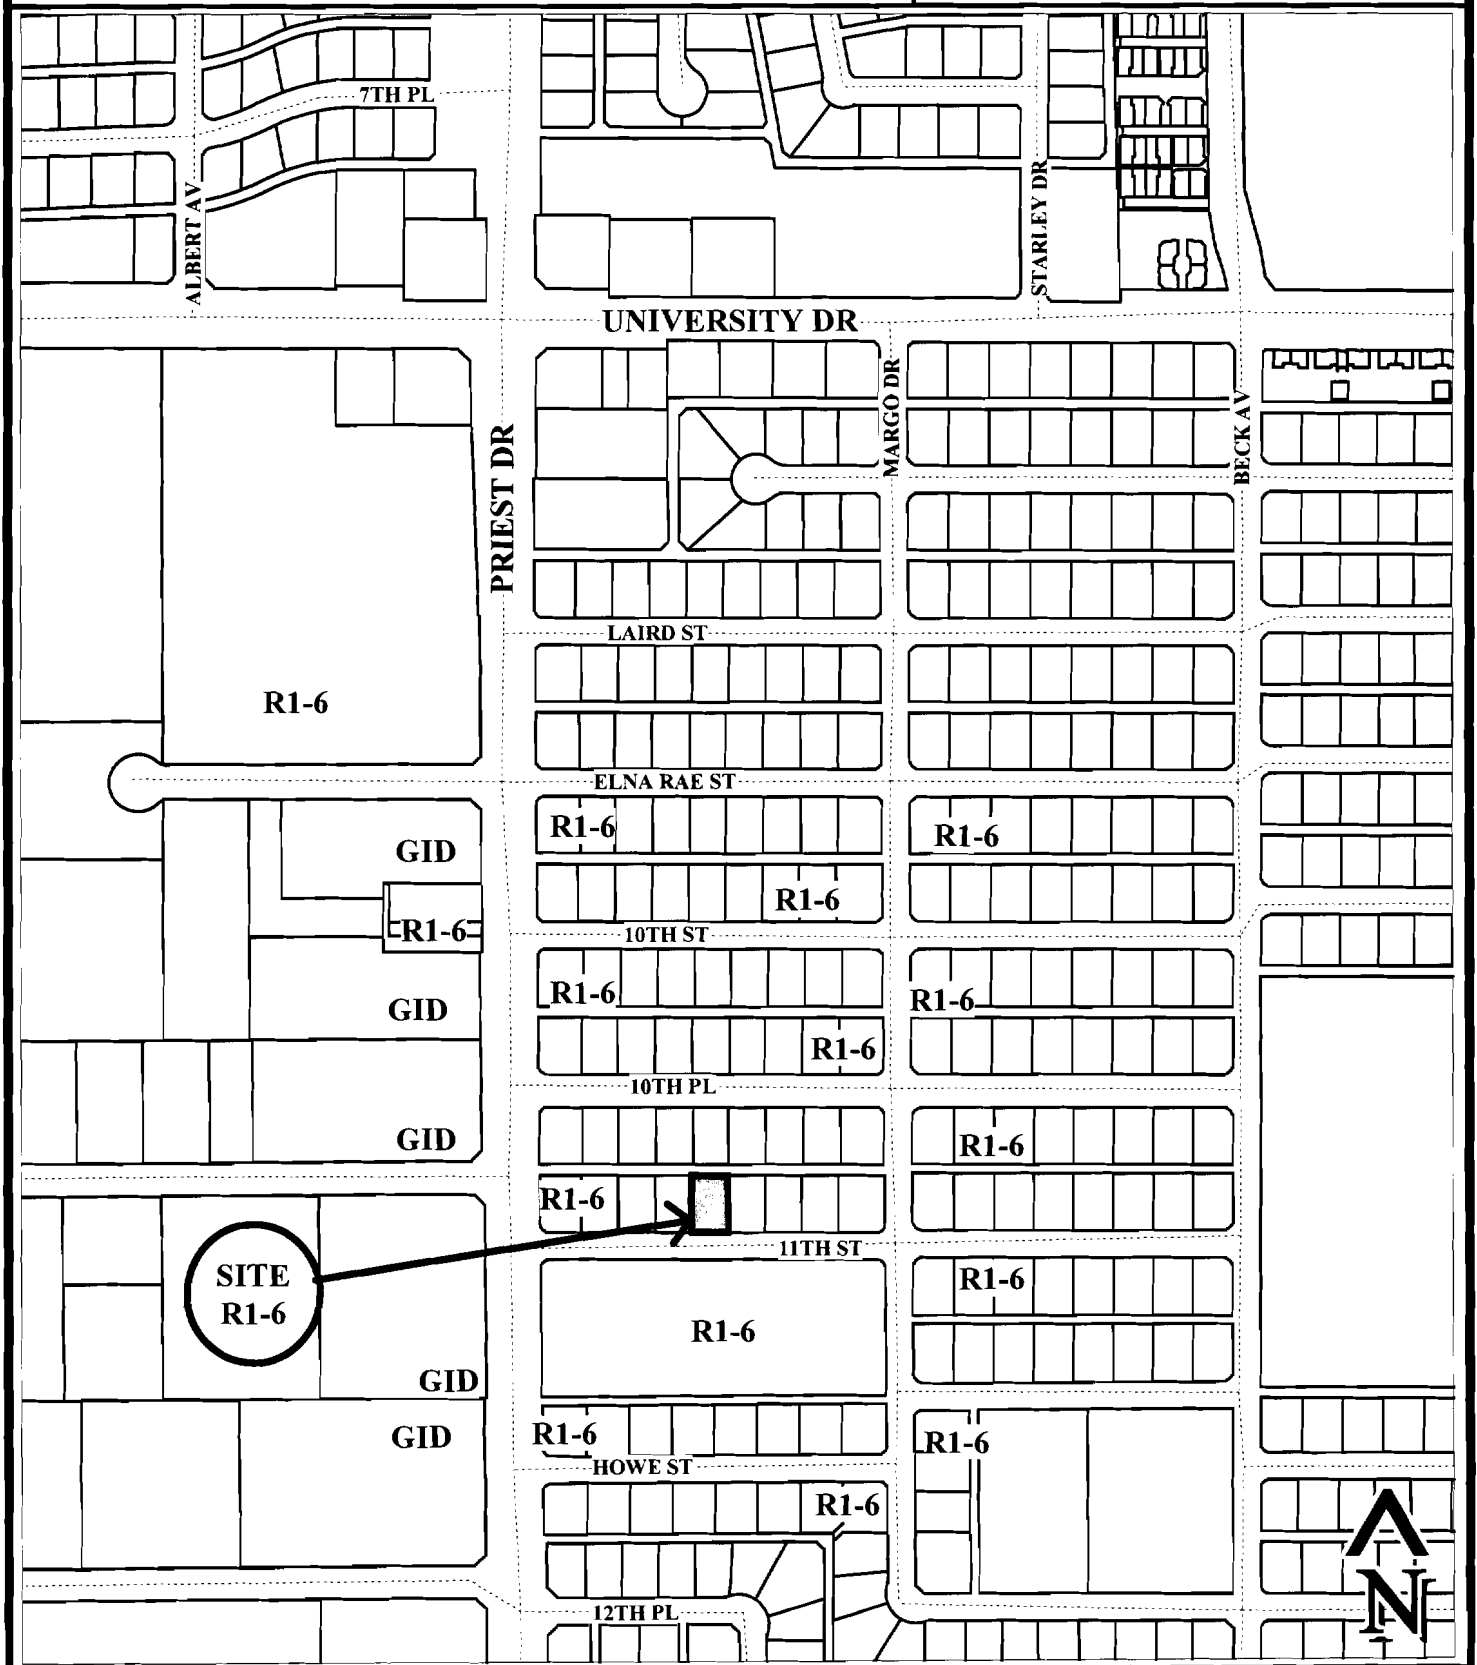 7TH PL
ALBERT AV
STARLEY DR
UNIVERSITY DR
MARGO DR
BECK AV
PRIEST DR
LAIRD ST
R1-6
ELNA RAE ST
R1-6
R1-6
GID
R1-6
R1-6
10TH ST
R1-6
R1-6
GID
R1-6
10TH PL
GID
R1-6
R1-6
11TH ST
SITE
R1-6
R1-6
R1-6
GID
R1-6
GID
R1-6
HOWE ST
R1-6
N
12TH PL